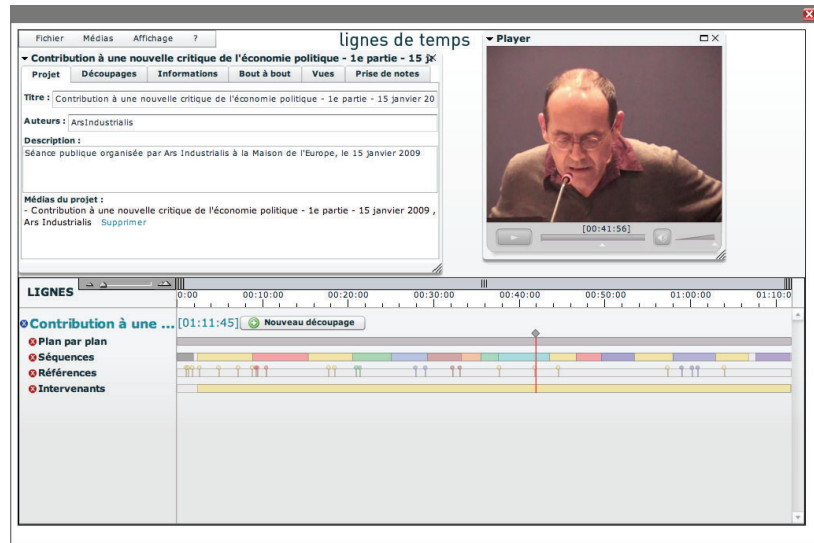 Fichier Médias Affichage ?
lignes de temps
Contribution à une nouvelle critique de l'économie politique - 1e partie - 15 j
Projet Découpages Informations Bout à bout Vues Prise de notes
Titre : Contribution à une nouvelle critique de l'économie politique - 1e partie - 15 janvier 20
Auteurs : ArsIndustrialis
Description :
Séance publique organisée par Ars Industrialis à la Maison de l'Europe, le 15 janvier 2009
Médias du projet :
- Contribution à une nouvelle critique de l'économie politique - 1e partie - 15 janvier 2009 ,
Ars Industrialis Supprimer
Player
[00:41:56]
LIGNES
0:00 00:10:00 00:20:00 00:30:00 00:40:00 00:50:00 01:00:00 01:10:0
Contribution à une ... [01:11:45] Nouveau découpage
Plan par plan
Séquences
Références
Intervenants